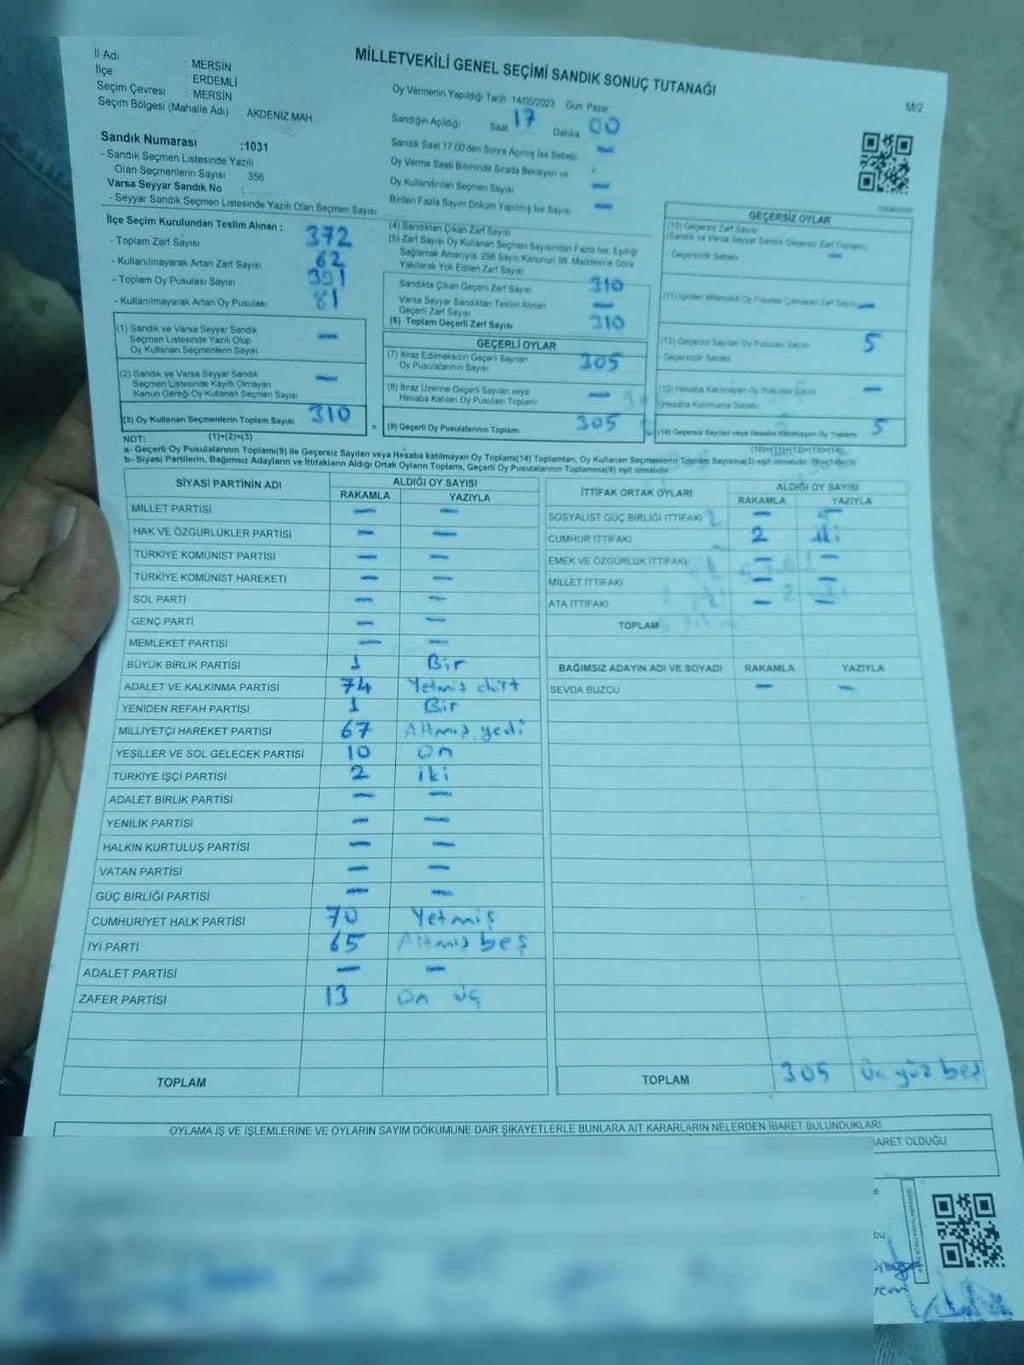 MİLLETVEKİLİ GENEL SEÇİMİ SANDIK SONUÇ TUTANAĞI
M/2
İl Adı : MERSİN
İlçe : ERDEMLİ
Seçim Çevresi : MERSİN
Seçim Bölgesi (Mahalle Adı) AKDENİZ MAH.
Sandık Numarası :1031
- Sandık Seçmen Listesinde Yazılı
Olan Seçmenlerin Sayısı 356
Varsa Seyyar Sandık No :
- Seyyar Sandık Seçmen Listesinde Yazılı Olan Seçmen Sayısı
Oy Vermenin Yapıldığı Tarih 14/05/2023 Gün Pazar
Sandığın Açıldığı Saat 17 Dakika 00
Sandık Saat 17.00'den Sonra Açılmış İse Sebebi —
Oy Verme Saati Bitiminde Sırada Bekleyen ve
Oy Kullandırılan Seçmen Sayısı —
Birden Fazla Sayım Döküm Yapılmış İse Sayısı —
İlçe Seçim Kurulundan Teslim Alınan :
- Toplam Zarf Sayısı 372
- Kullanılmayarak Artan Zarf Sayısı 62
- Toplam Oy Pusulası Sayısı 391
- Kullanılmayarak Artan Oy Pusulası 81
(1) Sandık ve Varsa Seyyar Sandık
Seçmen Listesinde Yazılı Olup
Oy Kullanan Seçmenlerin Sayısı —
(2) Sandık ve Varsa Seyyar Sandık
Seçmen Listesinde Kayıtlı Olmayan
Kanun Gereği Oy Kullanan Seçmen Sayısı —
(3) Oy Kullanan Seçmenlerin Toplam Sayısı 310
(1)+(2)=(3)
(4) Sandıktan Çıkan Zarf Sayısı
(5) Zarf Sayısı Oy Kullanan Seçmen Sayısından Fazla İse, Eşitliği
Sağlamak Amacıyla, 298 Sayılı Kanunun 98. Maddesine Göre
Yakılarak Yok Edilen Zarf Sayısı
Sandıkta Çıkan Geçerli Zarf Sayısı 310
Varsa Seyyar Sandıktan Teslim Alınan
Geçerli Zarf Sayısı —
(6) Toplam Geçerli Zarf Sayısı 310
GEÇERLİ OYLAR
(7) İtiraz Edilmeksizin Geçerli Sayılan
Oy Pusulalarının Sayısı 305
(8) İtiraz Üzerine Geçerli Sayılan veya
Hesaba Katılan Oy Pusulası Toplamı —
= (9) Geçerli Oy Pusulalarının Toplamı 305
GEÇERSİZ OYLAR
(10) Geçersiz Zarf Sayısı
(Sandık ve Varsa Seyyar Sandık Geçersiz Zarf Toplamı)
- Geçersizlik Sebebi —
(12) Geçersiz Sayılan Oy Pusulası Sayısı 5
- Geçersizlik Sebebi
Hesaba Katılmayan Oy Pusulası Sayısı —
- Hesaba Katılmama Sebebi
(14) Geçersiz Sayılan veya Hesaba Katılmayan Oy Toplamı 5
NOT:
a- Geçerli Oy Pusulalarının Toplamı(9) ile Geçersiz Sayılan veya Hesaba katılmayan Oy Toplamı(14) Toplamları, Oy Kullanan Seçmenlerin Toplam Sayısına(3) eşit olmalıdır. (9)+(14)=(3)
b- Siyasi Partilerin, Bağımsız Adayların ve İttifakların Aldığı Ortak Oyların Toplamı, Geçerli Oy Pusulalarının Toplamına(9) eşit olmalıdır.
SİYASİ PARTİNİN ADI ALDIĞI OY SAYISI
RAKAMLA YAZIYLA
MİLLET PARTİSİ — —
HAK VE ÖZGÜRLÜKLER PARTİSİ — —
TÜRKİYE KOMÜNİST PARTİSİ — —
TÜRKİYE KOMÜNİST HAREKETİ — —
SOL PARTİ — —
GENÇ PARTİ — —
MEMLEKET PARTİSİ — —
BÜYÜK BİRLİK PARTİSİ 1 Bir
ADALET VE KALKINMA PARTİSİ 74 Yetmiş dört
YENİDEN REFAH PARTİSİ 1 Bir
MİLLİYETÇİ HAREKET PARTİSİ 67 Altmış yedi
YEŞİLLER VE SOL GELECEK PARTİSİ 10 On
TÜRKİYE İŞÇİ PARTİSİ 2 iki
ADALET BİRLİK PARTİSİ — —
YENİLİK PARTİSİ — —
HALKIN KURTULUŞ PARTİSİ — —
VATAN PARTİSİ — —
GÜÇ BİRLİĞİ PARTİSİ — —
CUMHURİYET HALK PARTİSİ 70 Yetmiş
İYİ PARTİ 65 Altmış beş
ADALET PARTİSİ — —
ZAFER PARTİSİ 13 On üç
TOPLAM
İTTİFAK ORTAK OYLARI ALDIĞI OY SAYISI
RAKAMLA YAZIYLA
SOSYALİST GÜÇ BİRLİĞİ İTTİFAKI —
CUMHUR İTTİFAKI 2 iki
EMEK VE ÖZGÜRLÜK İTTİFAKI — —
MİLLET İTTİFAKI — —
ATA İTTİFAKI — —
TOPLAM
BAĞIMSIZ ADAYIN ADI VE SOYADI RAKAMLA YAZIYLA
SEVDA BUZCU — —
TOPLAM 305 Üç yüz beş
OYLAMA İŞ VE İŞLEMLERİNE VE OYLARIN SAYIM DÖKÜMÜNE DAİR ŞİKAYETLERLE BUNLARA AİT KARARLARIN NELERDEN İBARET BULUNDUKLARI
BARET OLDUĞU